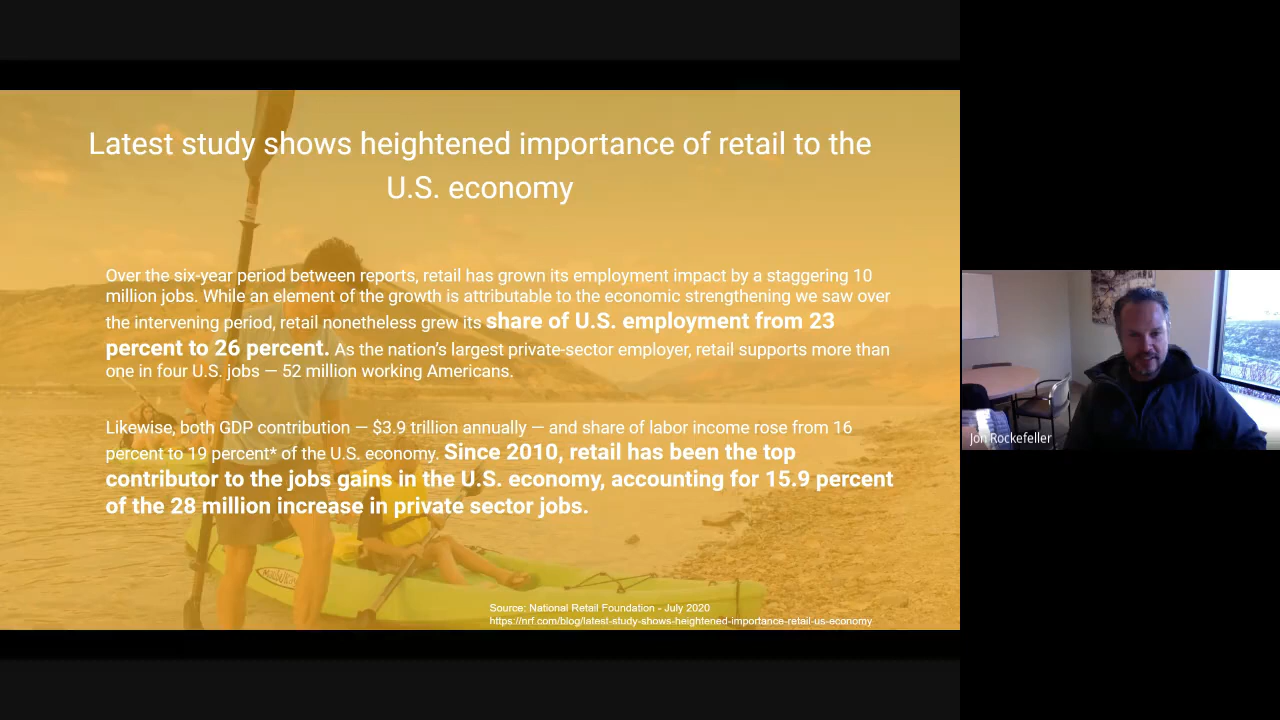 Latest study shows heightened importance of retail to the
U.S. economy
Over the six-year period between reports, retail has grown its employment impact by a staggering 10
million jobs. While an element of the growth is attributable to the economic strengthening we saw over
the intervening period, retail nonetheless grew its share of U.S. employment from 23
percent to 26 percent. As the nation’s largest private-sector employer, retail supports more than
one in four U.S. jobs — 52 million working Americans.
Likewise, both GDP contribution — $3.9 trillion annually — and share of labor income rose from 16
percent to 19 percent* of the U.S. economy. Since 2010, retail has been the top
contributor to the jobs gains in the U.S. economy, accounting for 15.9 percent
of the 28 million increase in private sector jobs.
Source: National Retail Foundation - July 2020
https://nrf.com/blog/latest-study-shows-heightened-importance-retail-us-economy
Jon Rockefeller